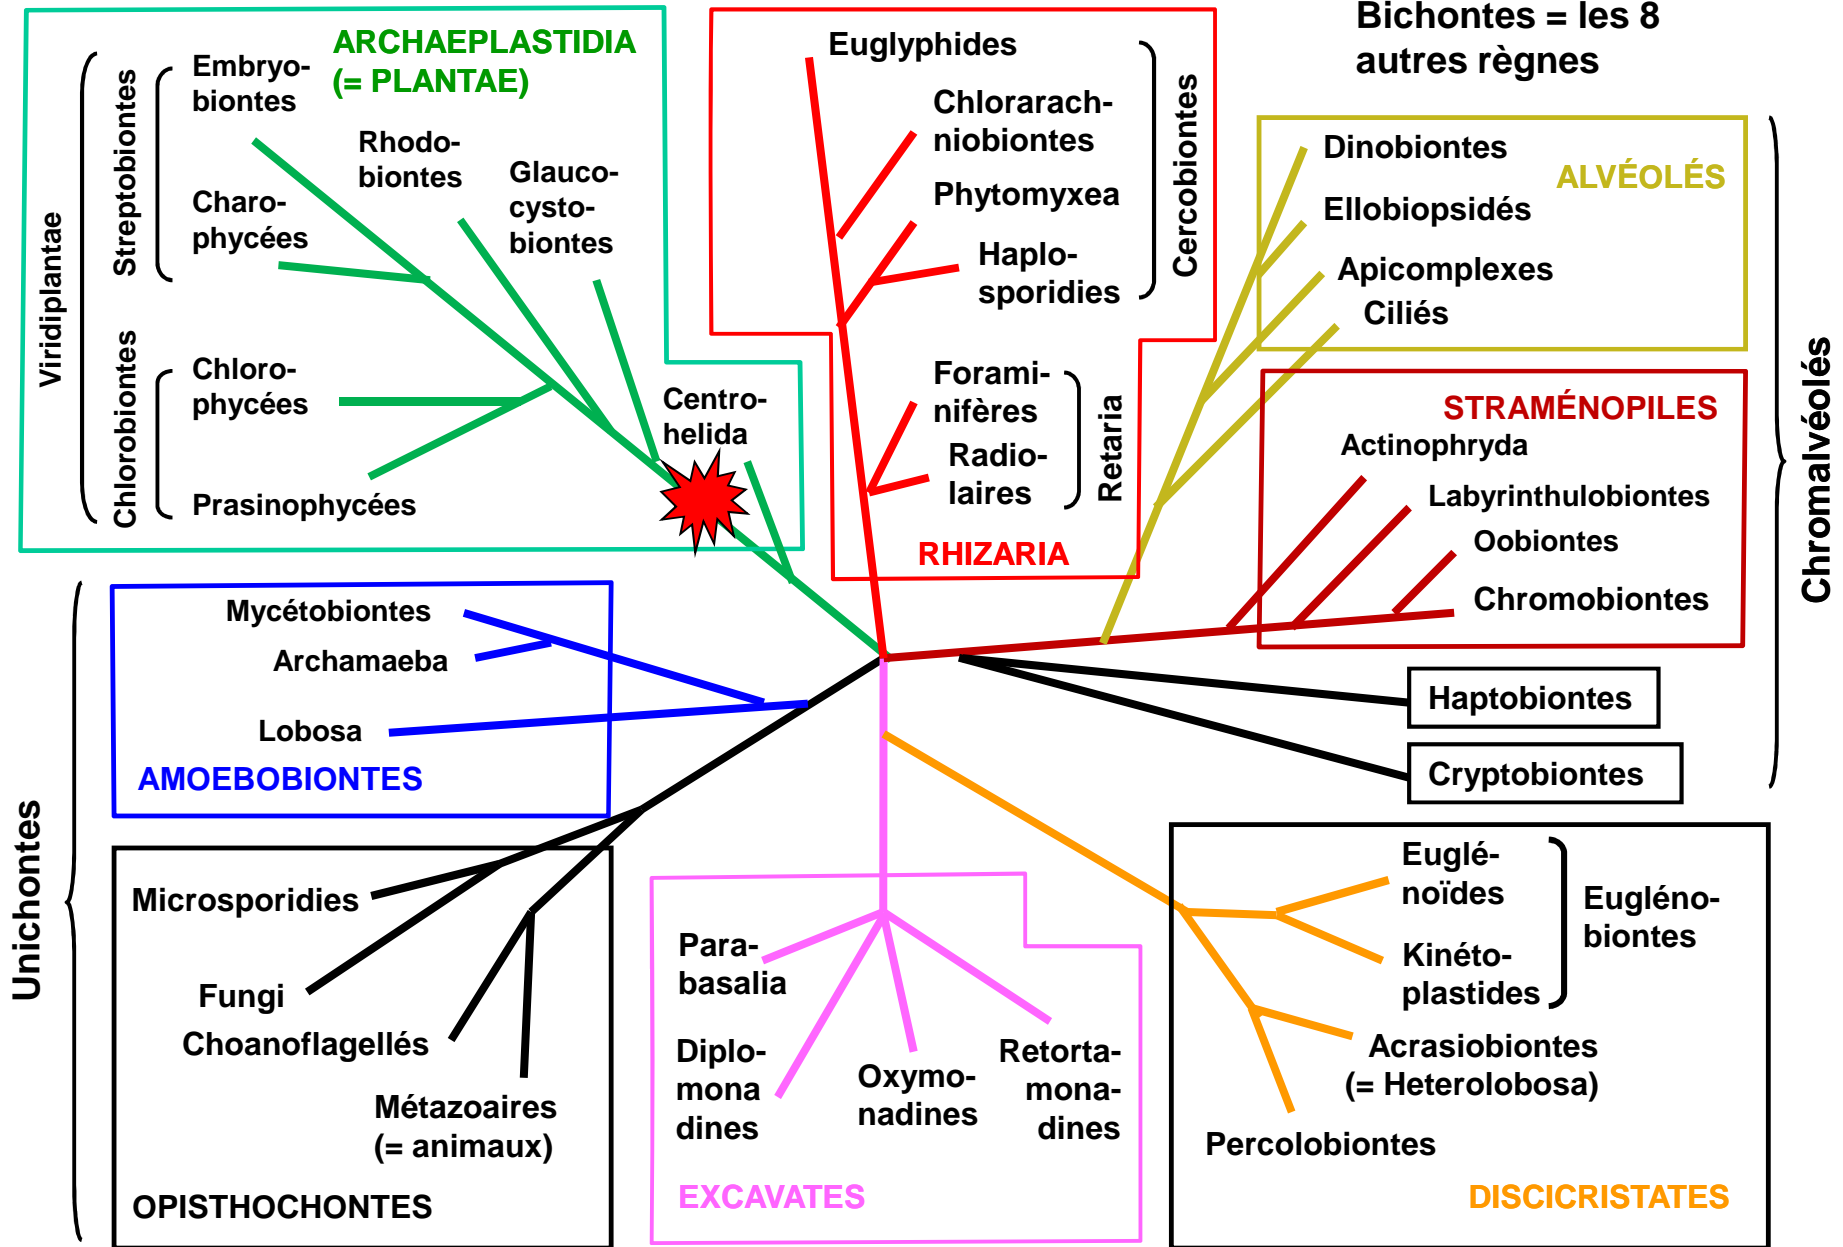 Bichontes = les 8
autres règnes
ARCHAEPLASTIDIA
(= PLANTAE)
Viridiplantae
Streptobiontes
Embryo-
biontes
Charo-
phycées
Rhodo-
biontes
Glauco-
cysto-
biontes
Chlorobiontes
Chloro-
phycées
Prasinophycées
Centro-
helida
Euglyphides
Chlorarach-
niobiontes
Phytomyxea
Haplo-
sporidies
Cercobiontes
Forami-
nifères
Radio-
laires
Retaria
RHIZARIA
Dinobiontes
ALVÉOLÉS
Ellobiopsidés
Apicomplexes
Ciliés
STRAMÉNOPILES
Actinophryda
Labyrinthulobiontes
Oobiontes
Chromobiontes
Haptobiontes
Cryptobiontes
Chromalvéolés
Unichontes
Mycétobiontes
Archamaeba
Lobosa
AMOEBOBIONTES
Microsporidies
Fungi
Choanoflagellés
Métazoaires
(= animaux)
OPISTHOCHONTES
Para-
basalia
Diplo-
mona
dines
Oxymo-
nadines
Retorta-
mona-
dines
EXCAVATES
Euglé-
noïdes
Kinéto-
plastides
Eugléno-
biontes
Acrasiobiontes
(= Heterolobosa)
Percolobiontes
DISCICRISTATES